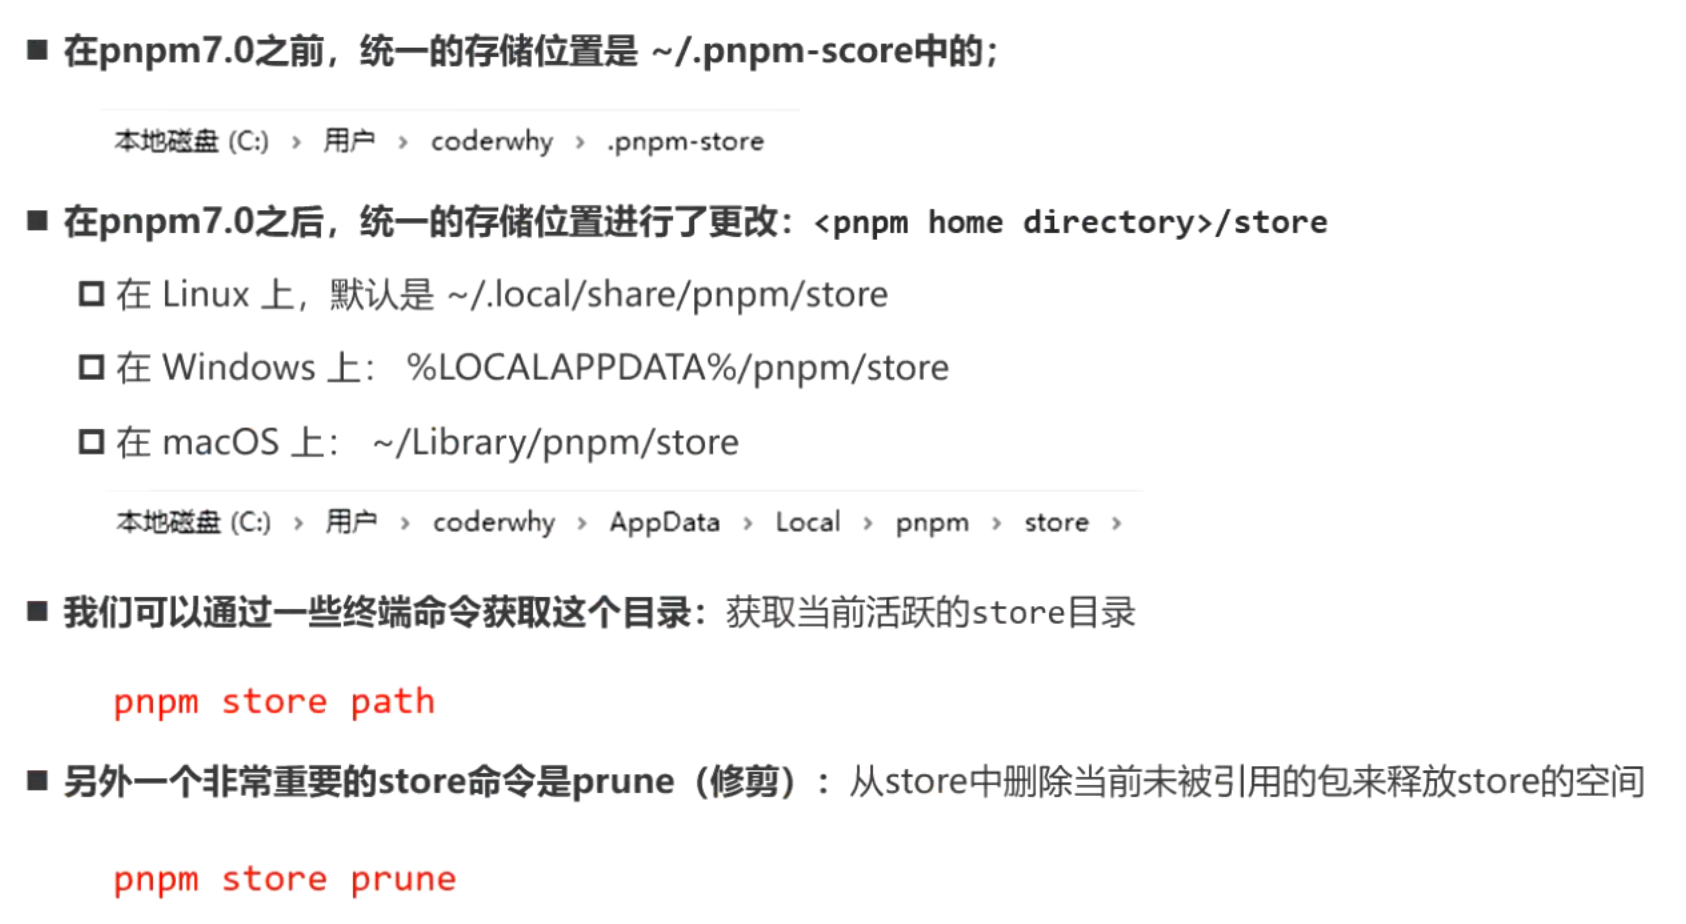 在pnpm7.0之前，统一的存储位置是 ~/.pnpm-score中的；
本地磁盘 (C:) › 用户 › coderwhy › .pnpm-store
在pnpm7.0之后，统一的存储位置进行了更改：<pnpm home directory>/store
在 Linux 上，默认是 ~/.local/share/pnpm/store
在 Windows 上： %LOCALAPPDATA%/pnpm/store
在 macOS 上： ~/Library/pnpm/store
本地磁盘 (C:) › 用户 › coderwhy › AppData › Local › pnpm › store ›
我们可以通过一些终端命令获取这个目录：获取当前活跃的store目录
pnpm store path
另外一个非常重要的store命令是prune（修剪）：从store中删除当前未被引用的包来释放store的空间
pnpm store prune